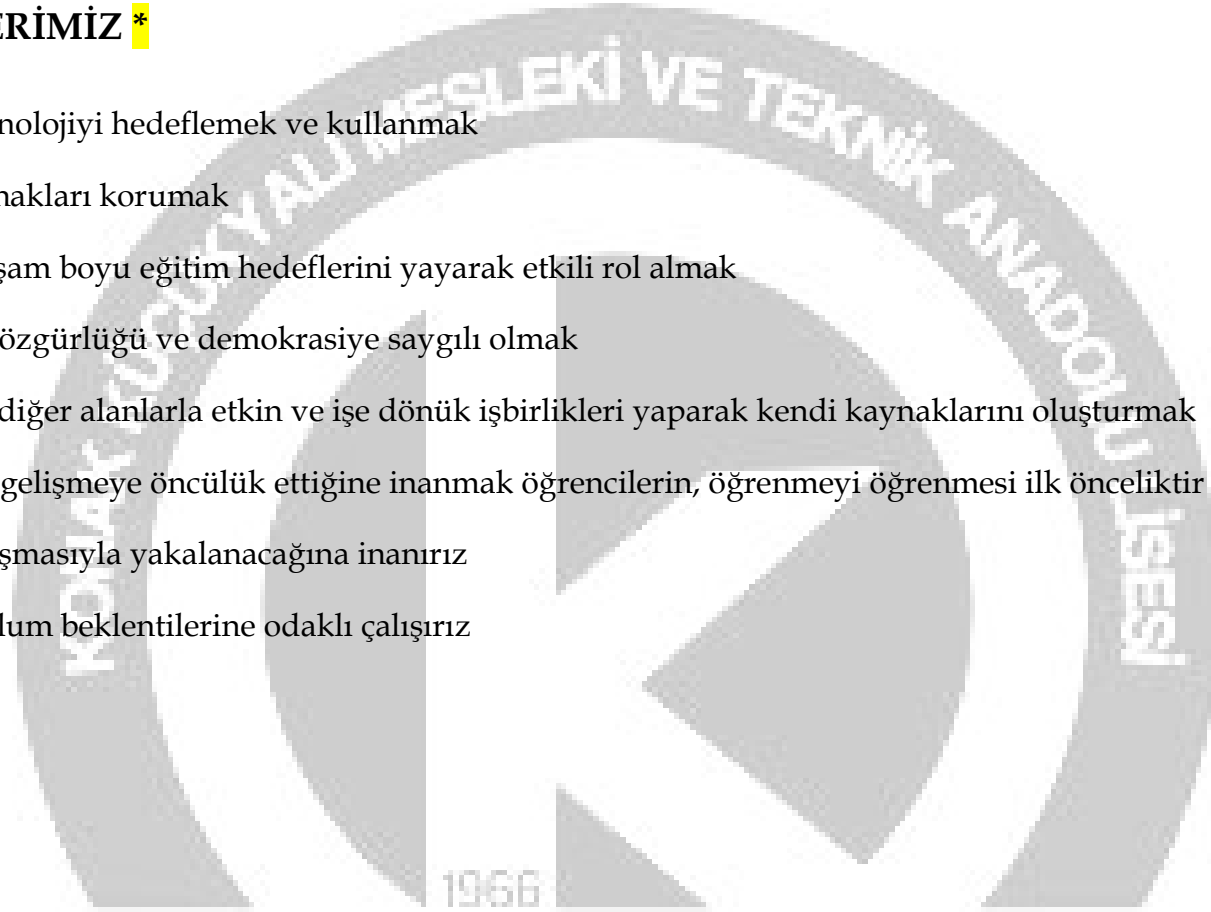 ERİMİZ *
KONAK KÜÇÜKYALI MESLEKİ VE TEKNİK ANADOLU LİSESİ
nolojiyi hedeflemek ve kullanmak
nakları korumak
şam boyu eğitim hedeflerini yayarak etkili rol almak
özgürlüğü ve demokrasiye saygılı olmak
diğer alanlarla etkin ve işe dönük işbirlikleri yaparak kendi kaynaklarını oluşturmak
gelişmeye öncülük ettiğine inanmak öğrencilerin, öğrenmeyi öğrenmesi ilk önceliktir
şmasıyla yakalanacağına inanırız
lum beklentilerine odaklı çalışırız
1966